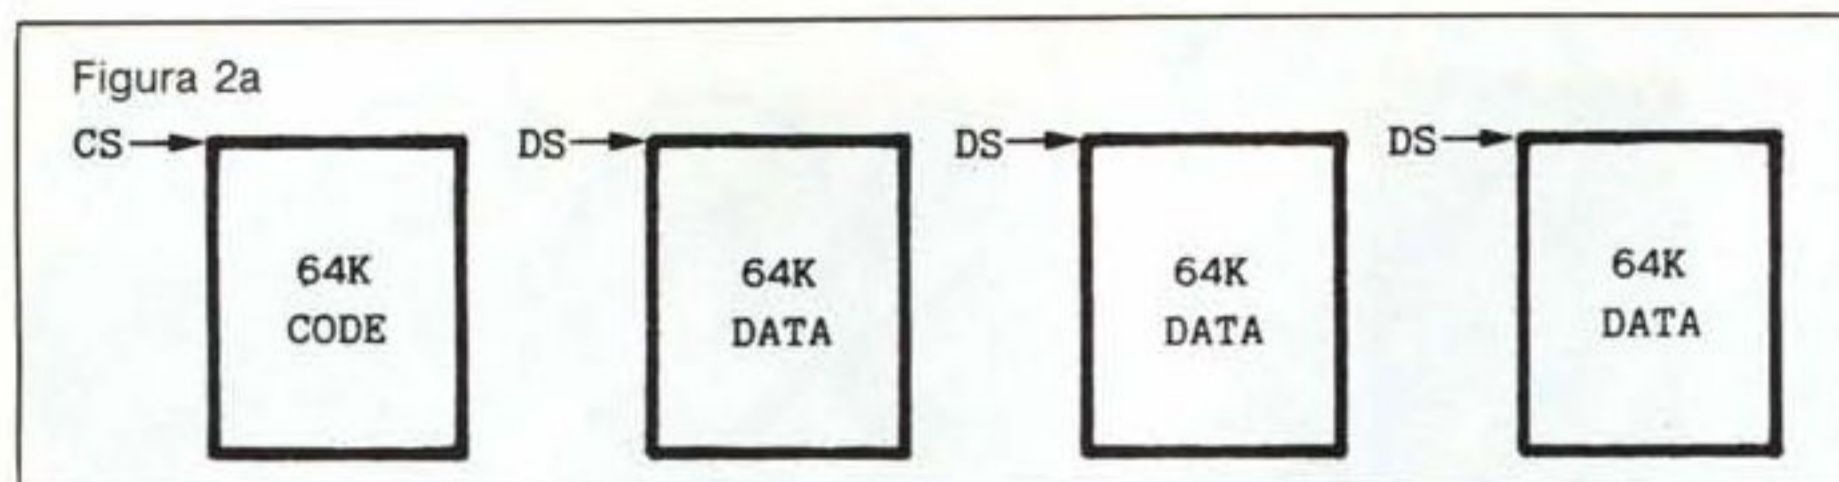 Figura 2a
CS DS DS DS
64K 64K 64K 64K
CODE DATA DATA DATA